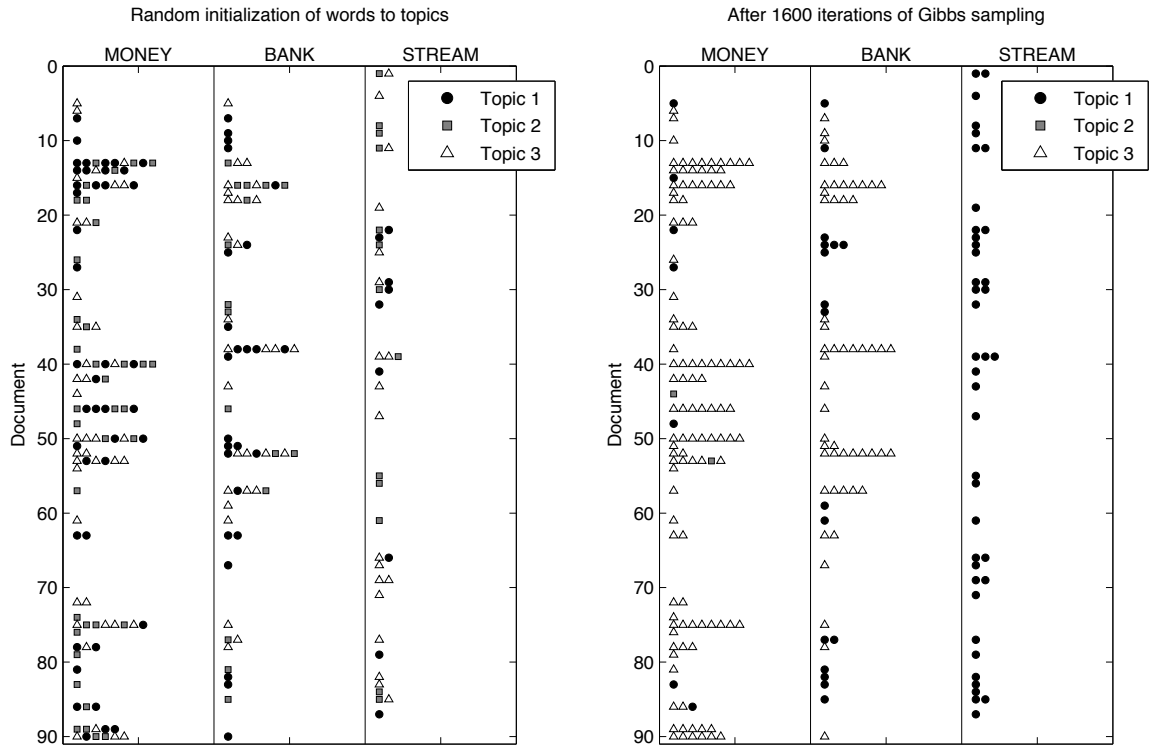 Random initialization of words to topics
MONEY BANK STREAM
0
10
20
30
40
50
60
70
80
90
Document
Topic 1
Topic 2
Topic 3
After 1600 iterations of Gibbs sampling
MONEY BANK STREAM
0
10
20
30
40
50
60
70
80
90
Document
Topic 1
Topic 2
Topic 3